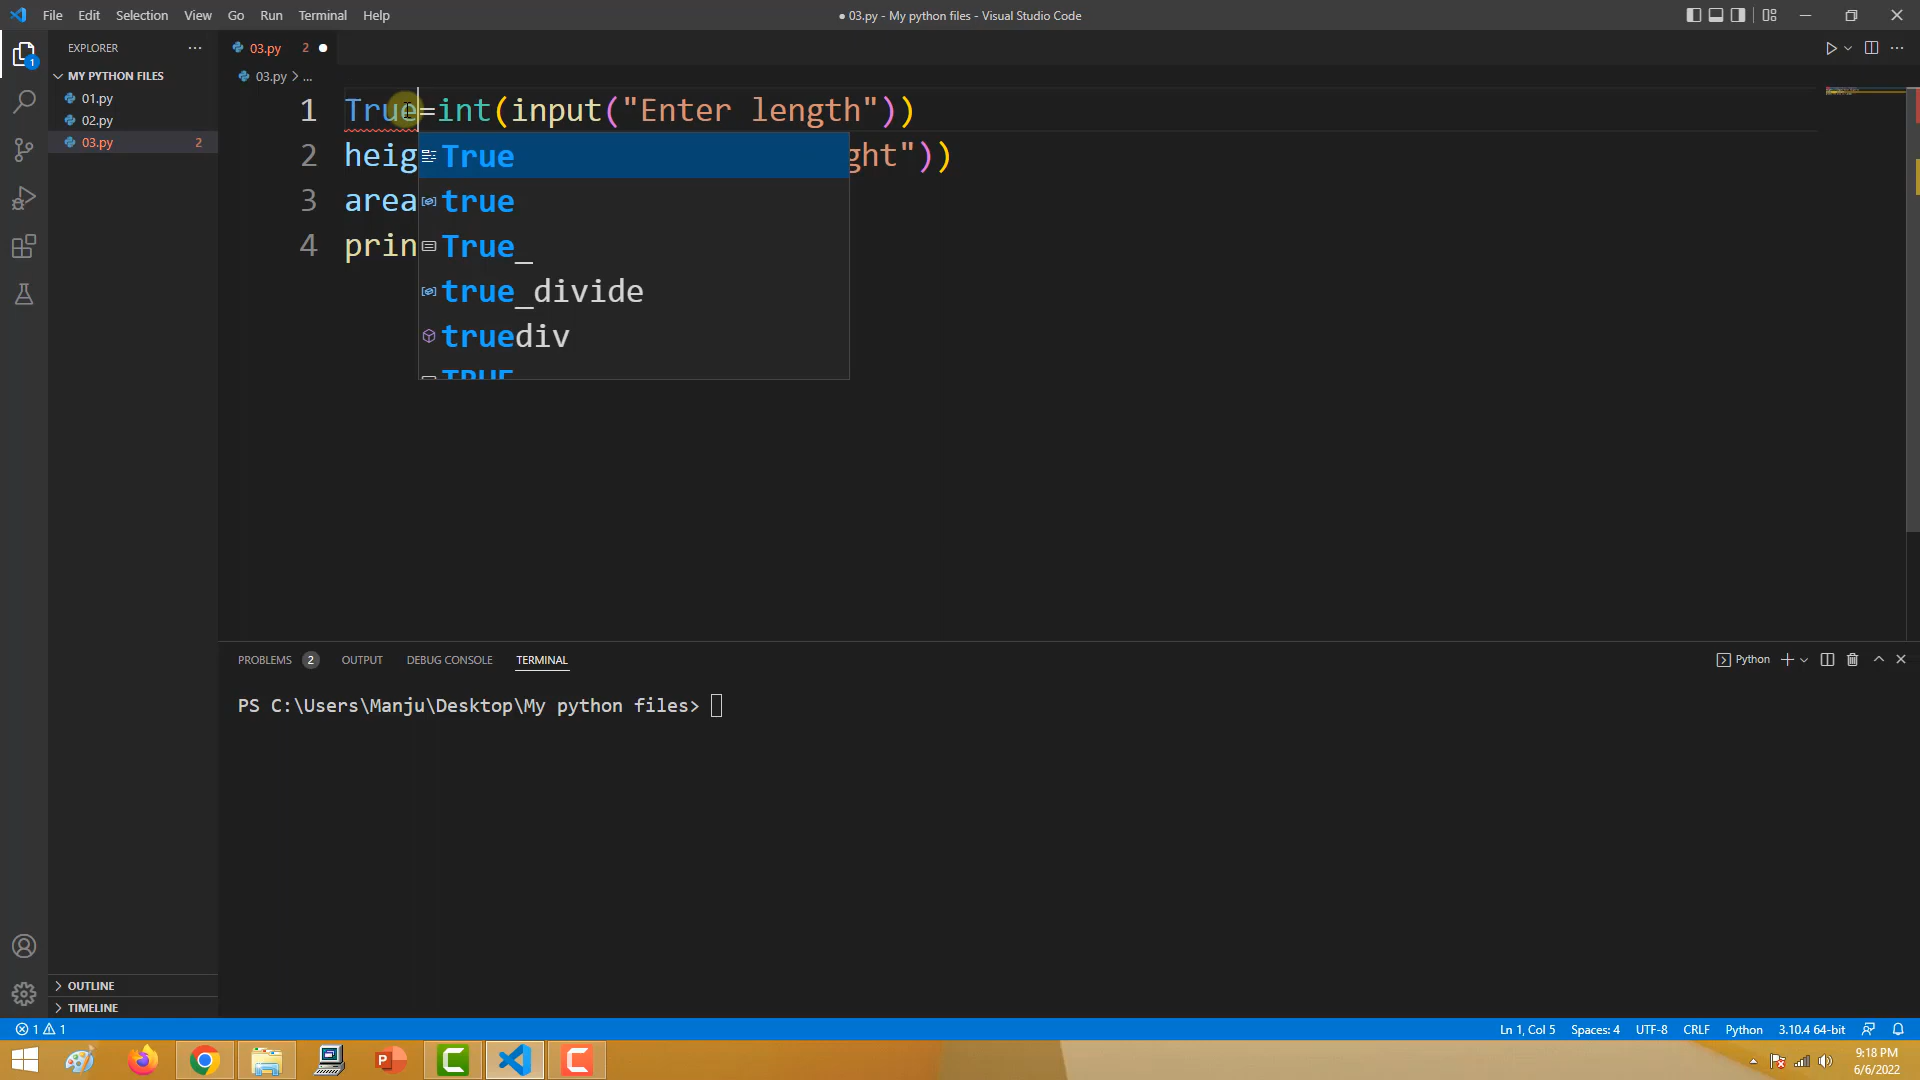 File Edit Selection View Go Run Terminal Help
● 03.py - My python files - Visual Studio Code
EXPLORER
MY PYTHON FILES
1
01.py
02.py
03.py 2
OUTLINE
TIMELINE
03.py 2
03.py > ...
1 True=int(input("Enter length"))
2 heig ght"))
3 area
4 prin
True
true
True_
true_divide
truediv
TRUE
PROBLEMS 2 OUTPUT DEBUG CONSOLE TERMINAL
Python
PS C:\Users\Manju\Desktop\My python files>
1 1
Ln 1, Col 5 Spaces: 4 UTF-8 CRLF Python 3.10.4 64-bit
9:18 PM
6/6/2022